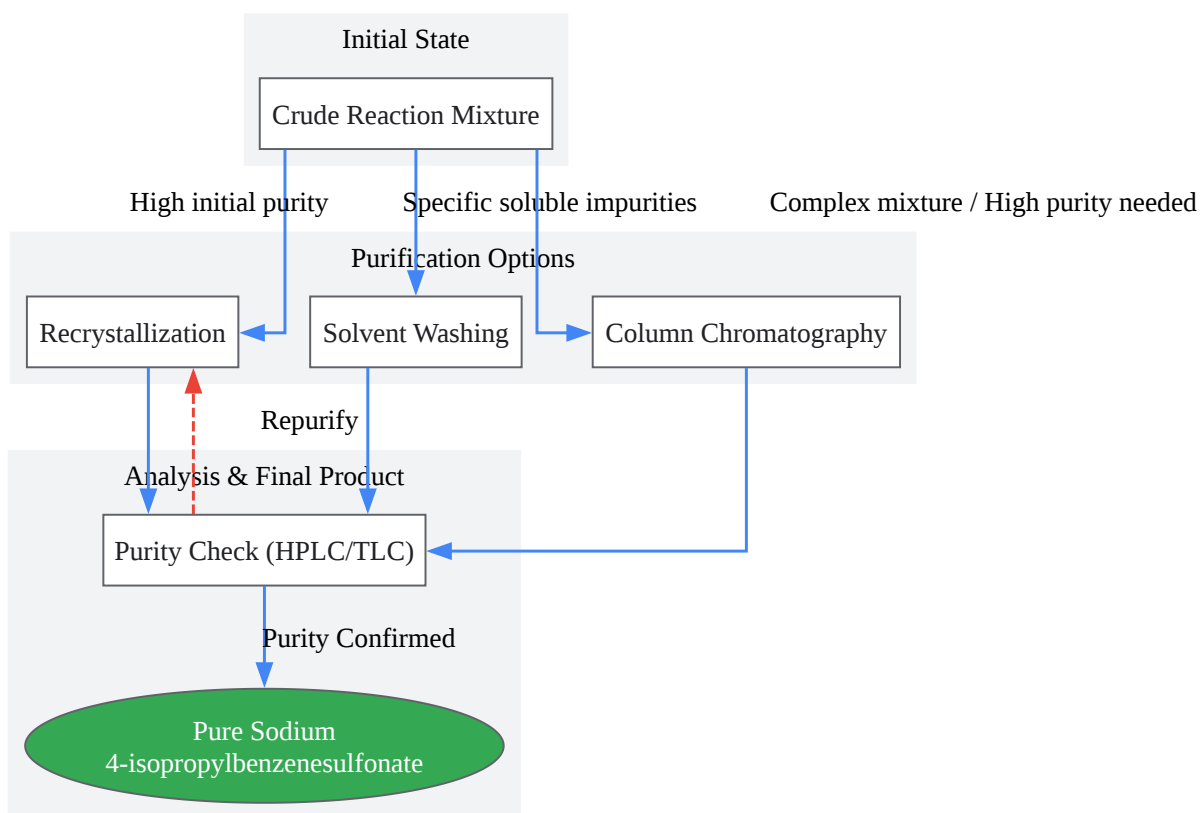 Initial State
Crude Reaction Mixture
High initial purity
Specific soluble impurities
Complex mixture / High purity needed
Purification Options
Recrystallization
Solvent Washing
Column Chromatography
Repurify
Analysis & Final Product
Purity Check (HPLC/TLC)
Purity Confirmed
Pure Sodium
4-isopropylbenzenesulfonate